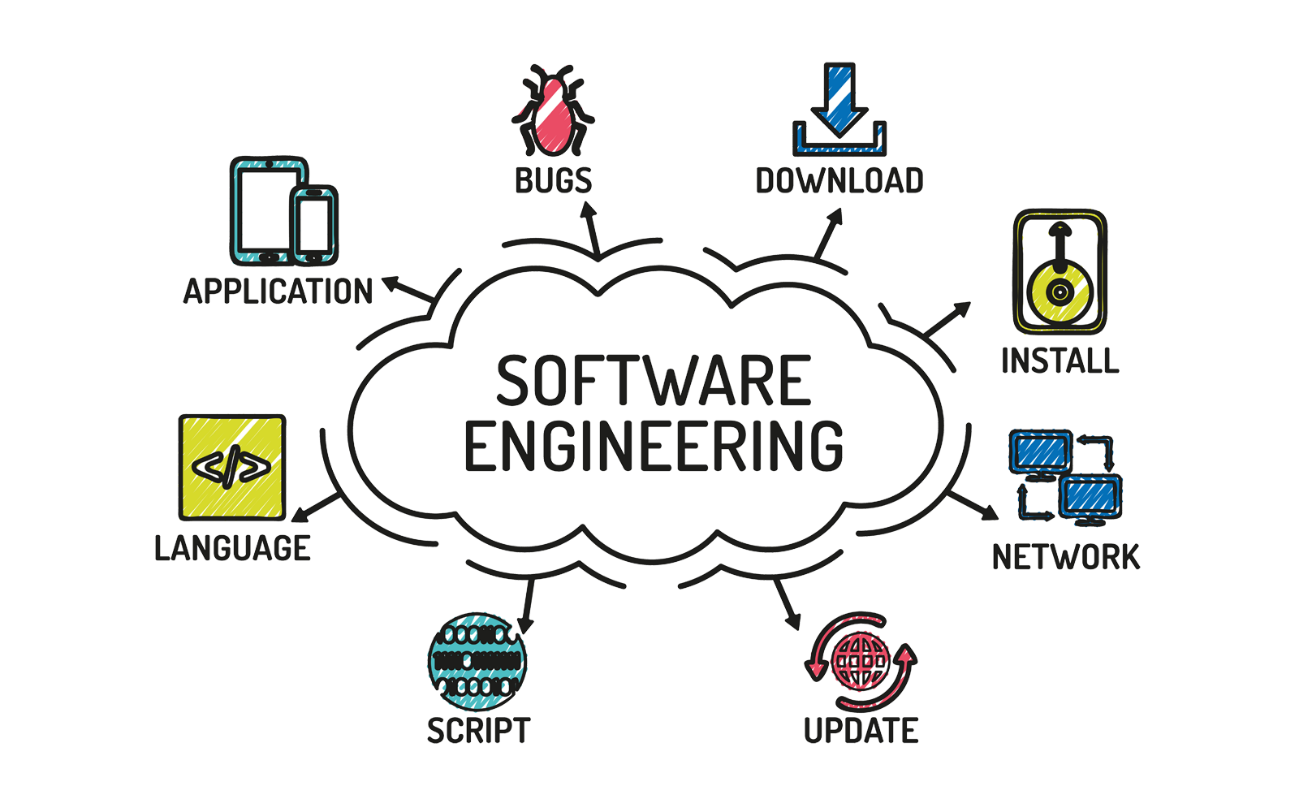 BUGS
DOWNLOAD
APPLICATION
INSTALL
SOFTWARE
ENGINEERING
LANGUAGE
NETWORK
SCRIPT
UPDATE